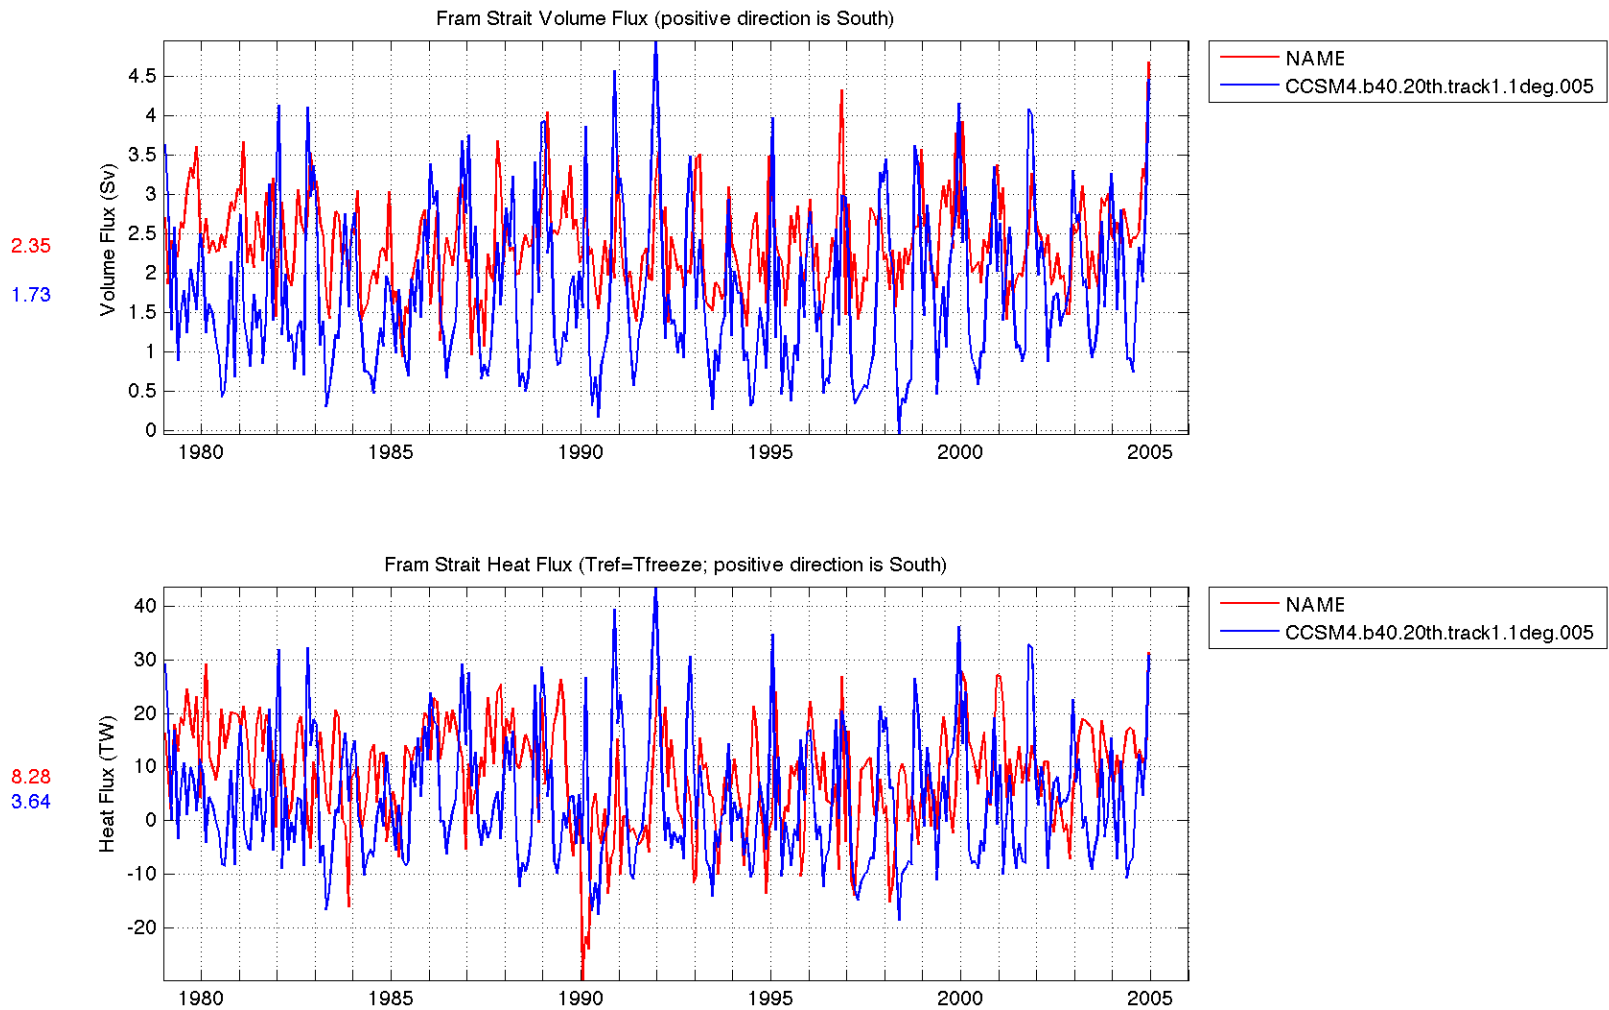 Fram Strait Volume Flux (positive direction is South)
NAME
CCSM4.b40.20th.track1.1deg.005
Volume Flux (Sv)
4.5
4
3.5
3
2.5
2
1.5
1
0.5
0
2.35
1.73
1980 1985 1990 1995 2000 2005
Fram Strait Heat Flux (Tref=Tfreeze; positive direction is South)
NAME
CCSM4.b40.20th.track1.1deg.005
Heat Flux (TW)
40
30
20
10
0
-10
-20
8.28
3.64
1980 1985 1990 1995 2000 2005